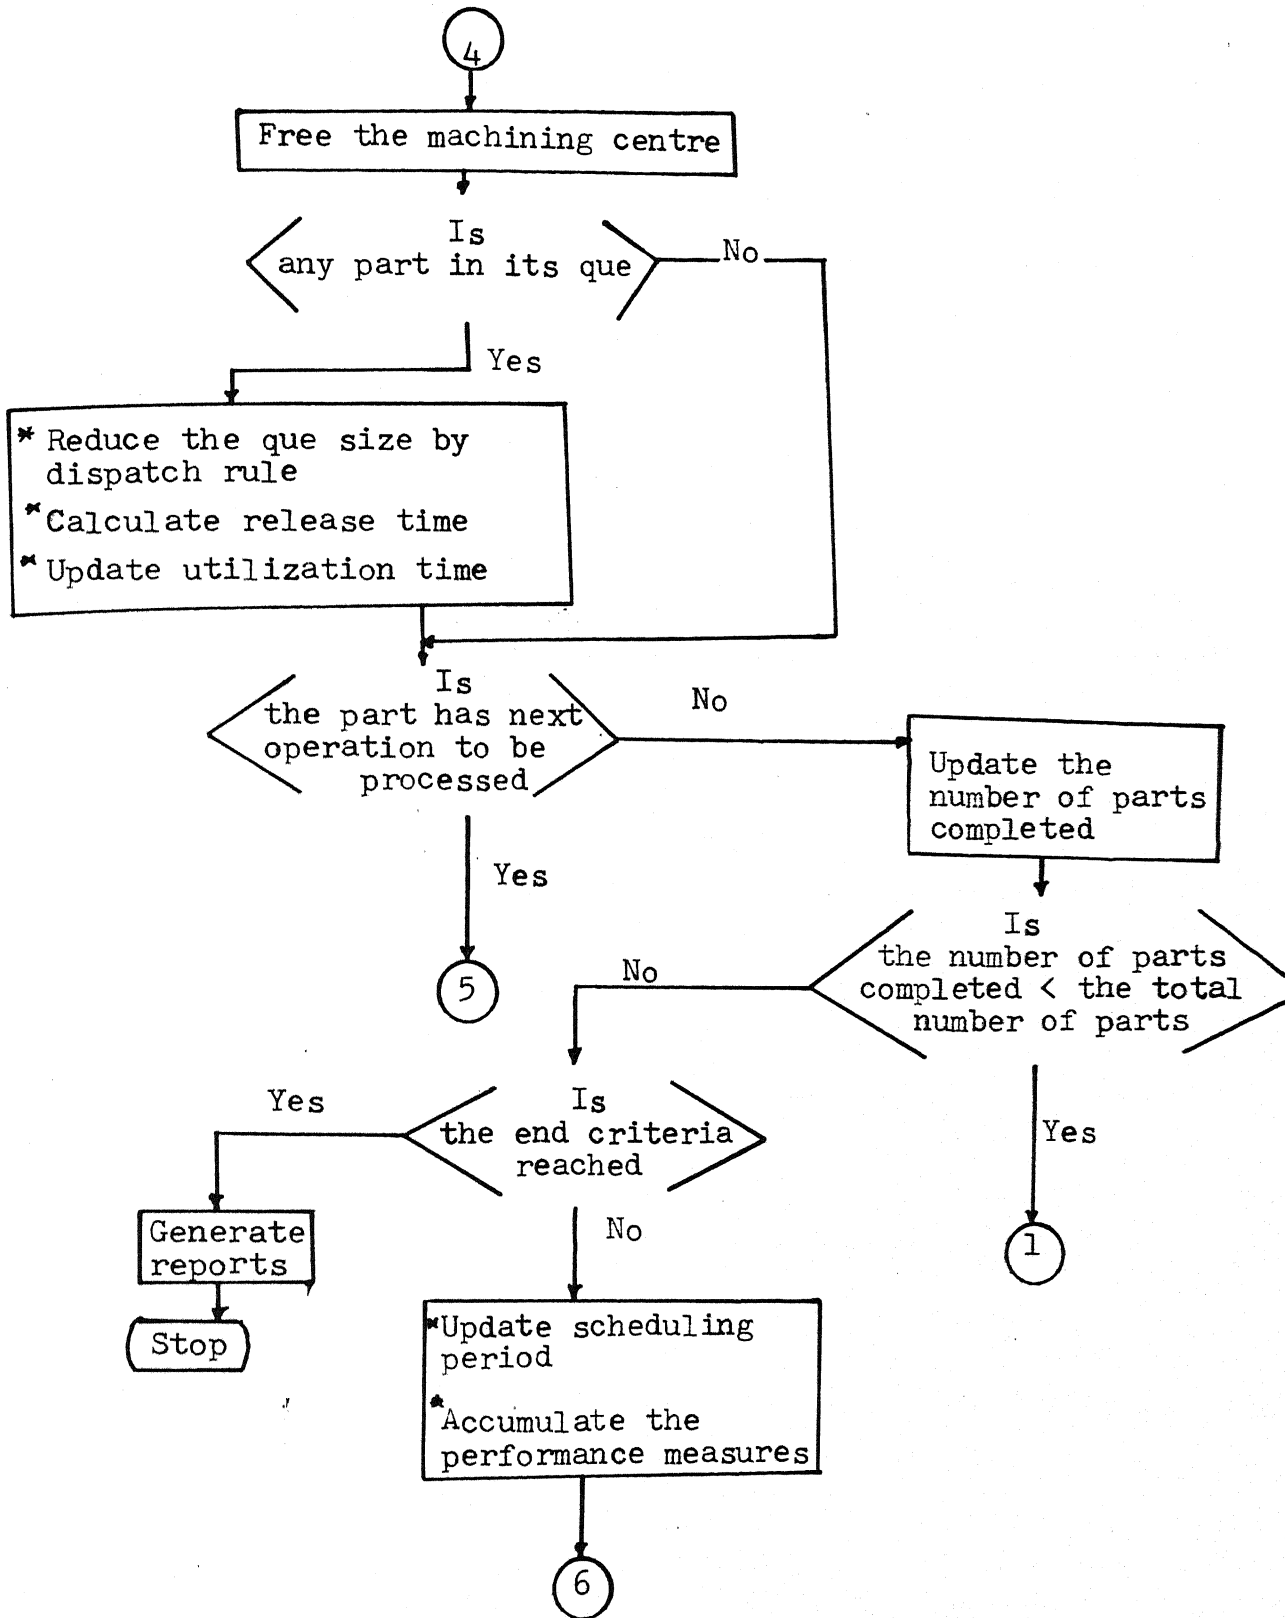 4
Free the machining centre
Is
any part in its que
No
Yes
* Reduce the que size by
dispatch rule
* Calculate release time
* Update utilization time
Is
the part has next
operation to be
processed
No
Update the
number of parts
completed
Yes
5
Is
the number of parts
completed < the total
number of parts
No
Yes
1
Is
the end criteria
reached
Yes
Generate
reports
Stop
No
*Update scheduling
period
*Accumulate the
performance measures
6